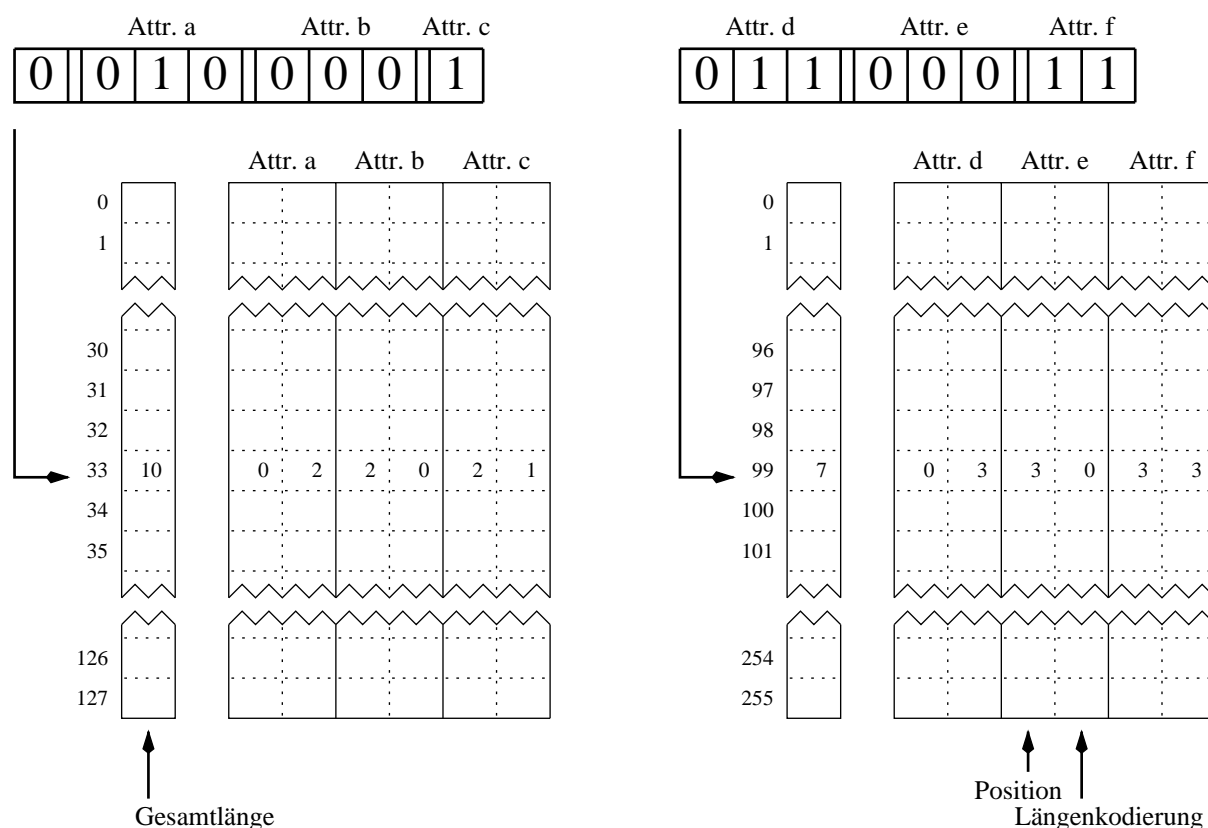 Attr. a Attr. b Attr. c
0 0 1 0 0 0 0 1
Attr. a Attr. b Attr. c
0
1
30
31
32
33 10 0 2 2 0 2 1
34
35
126
127
Gesamtlänge
Attr. d Attr. e Attr. f
0 1 1 0 0 0 1 1
Attr. d Attr. e Attr. f
0
1
96
97
98
99 7 0 3 3 0 3 3
100
101
254
255
Position
Längenkodierung